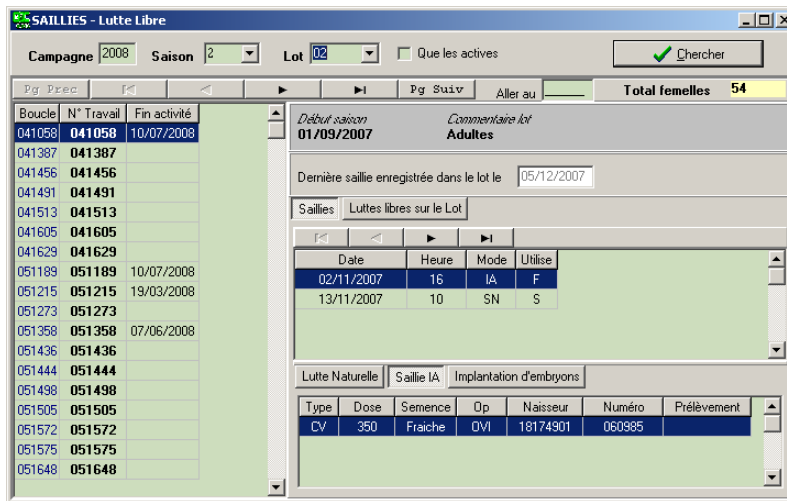 SAILLIES - Lutte Libre
Campagne 2008 Saison 2 Lot 02 Que les actives Chercher
Pg Prec Pg Suiv Aller au Total femelles 54
Boucle N° Travail Fin activité
041058 041058 10/07/2008
041387 041387
041456 041456
041491 041491
041513 041513
041605 041605
041629 041629
051189 051189 10/07/2008
051215 051215 19/03/2008
051273 051273
051358 051358 07/06/2008
051436 051436
051444 051444
051498 051498
051505 051505
051572 051572
051575 051575
051648 051648
Début saison Commentaire lot
01/09/2007 Adultes
Dernière saillie enregistrée dans le lot le 05/12/2007
Saillies Luttes libres sur le Lot
Date Heure Mode Utilise
02/11/2007 16 IA F
13/11/2007 10 SN S
Lutte Naturelle Saillie IA Implantation d'embryons
Type Dose Semence Op Naisseur Numéro Prélèvement
CV 350 Fraiche OVI 18174901 060985